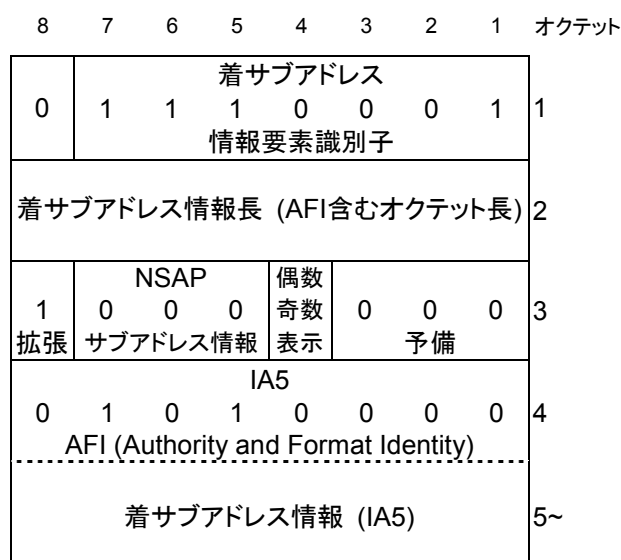 8 7 6 5 4 3 2 1 オクテット
着サブアドレス
0 1 1 1 0 0 0 1 1
情報要素識別子
着サブアドレス情報長 (AFI含むオクテット長) 2
NSAP 偶数
1 0 0 0 奇数 0 0 0 3
拡張 サブアドレス情報 表示 予備
IA5
0 1 0 1 0 0 0 0 4
AFI (Authority and Format Identity)
着サブアドレス情報 (IA5) 5~